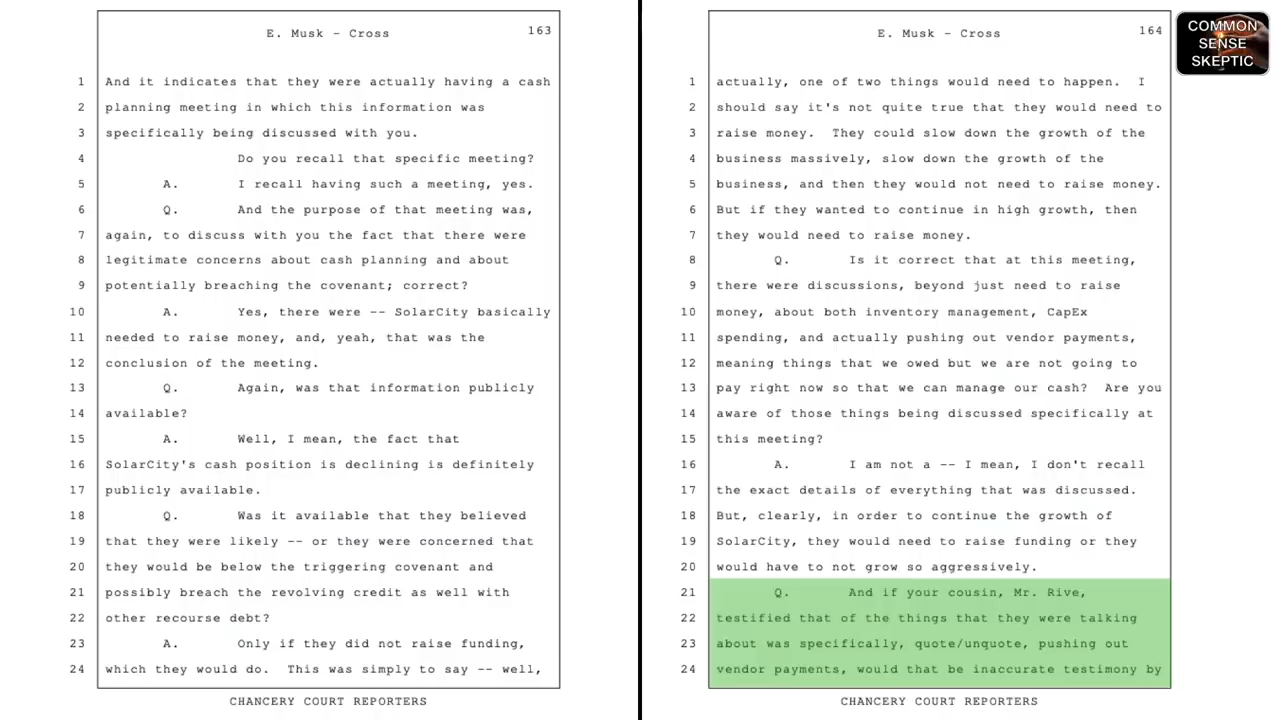 E. Musk - Cross 163
1 And it indicates that they were actually having a cash
2 planning meeting in which this information was
3 specifically being discussed with you.
4 Do you recall that specific meeting?
5 A. I recall having such a meeting, yes.
6 Q. And the purpose of that meeting was,
7 again, to discuss with you the fact that there were
8 legitimate concerns about cash planning and about
9 potentially breaching the covenant; correct?
10 A. Yes, there were -- SolarCity basically
11 needed to raise money, and, yeah, that was the
12 conclusion of the meeting.
13 Q. Again, was that information publicly
14 available?
15 A. Well, I mean, the fact that
16 SolarCity's cash position is declining is definitely
17 publicly available.
18 Q. Was it available that they believed
19 that they were likely -- or they were concerned that
20 they would be below the triggering covenant and
21 possibly breach the revolving credit as well with
22 other recourse debt?
23 A. Only if they did not raise funding,
24 which they would do. This was simply to say -- well,
CHANCERY COURT REPORTERS
E. Musk - Cross 164
1 actually, one of two things would need to happen. I
2 should say it's not quite true that they would need to
3 raise money. They could slow down the growth of the
4 business massively, slow down the growth of the
5 business, and then they would not need to raise money.
6 But if they wanted to continue in high growth, then
7 they would need to raise money.
8 Q. Is it correct that at this meeting,
9 there were discussions, beyond just need to raise
10 money, about both inventory management, CapEx
11 spending, and actually pushing out vendor payments,
12 meaning things that we owed but we are not going to
13 pay right now so that we can manage our cash? Are you
14 aware of those things being discussed specifically at
15 this meeting?
16 A. I am not a -- I mean, I don't recall
17 the exact details of everything that was discussed.
18 But, clearly, in order to continue the growth of
19 SolarCity, they would need to raise funding or they
20 would have to not grow so aggressively.
21 Q. And if your cousin, Mr. Rive,
22 testified that of the things that they were talking
23 about was specifically, quote/unquote, pushing out
24 vendor payments, would that be inaccurate testimony by
CHANCERY COURT REPORTERS
COMMON
SENSE
SKEPTIC